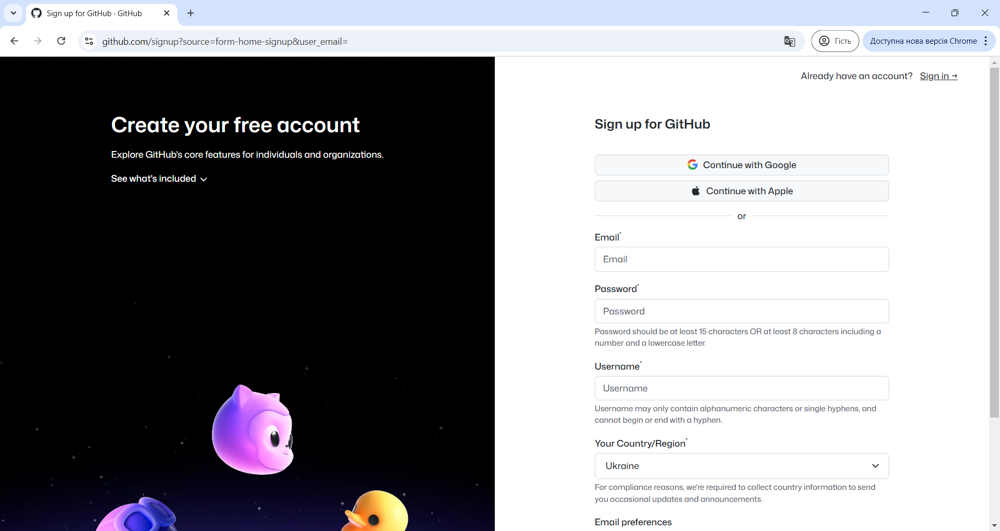 Sign up for GitHub · GitHub
github.com/signup?source=form-home-signup&user_email=
Гість
Доступна нова версія Chrome
Already have an account? Sign in →
Create your free account
Explore GitHub's core features for individuals and organizations.
See what's included
Sign up for GitHub
Continue with Google
Continue with Apple
or
Email*
Email
Password*
Password
Password should be at least 15 characters OR at least 8 characters including a
number and a lowercase letter.
Username*
Username
Username may only contain alphanumeric characters or single hyphens, and
cannot begin or end with a hyphen.
Your Country/Region*
Ukraine
For compliance reasons, we're required to collect country information to send
you occasional updates and announcements.
Email preferences